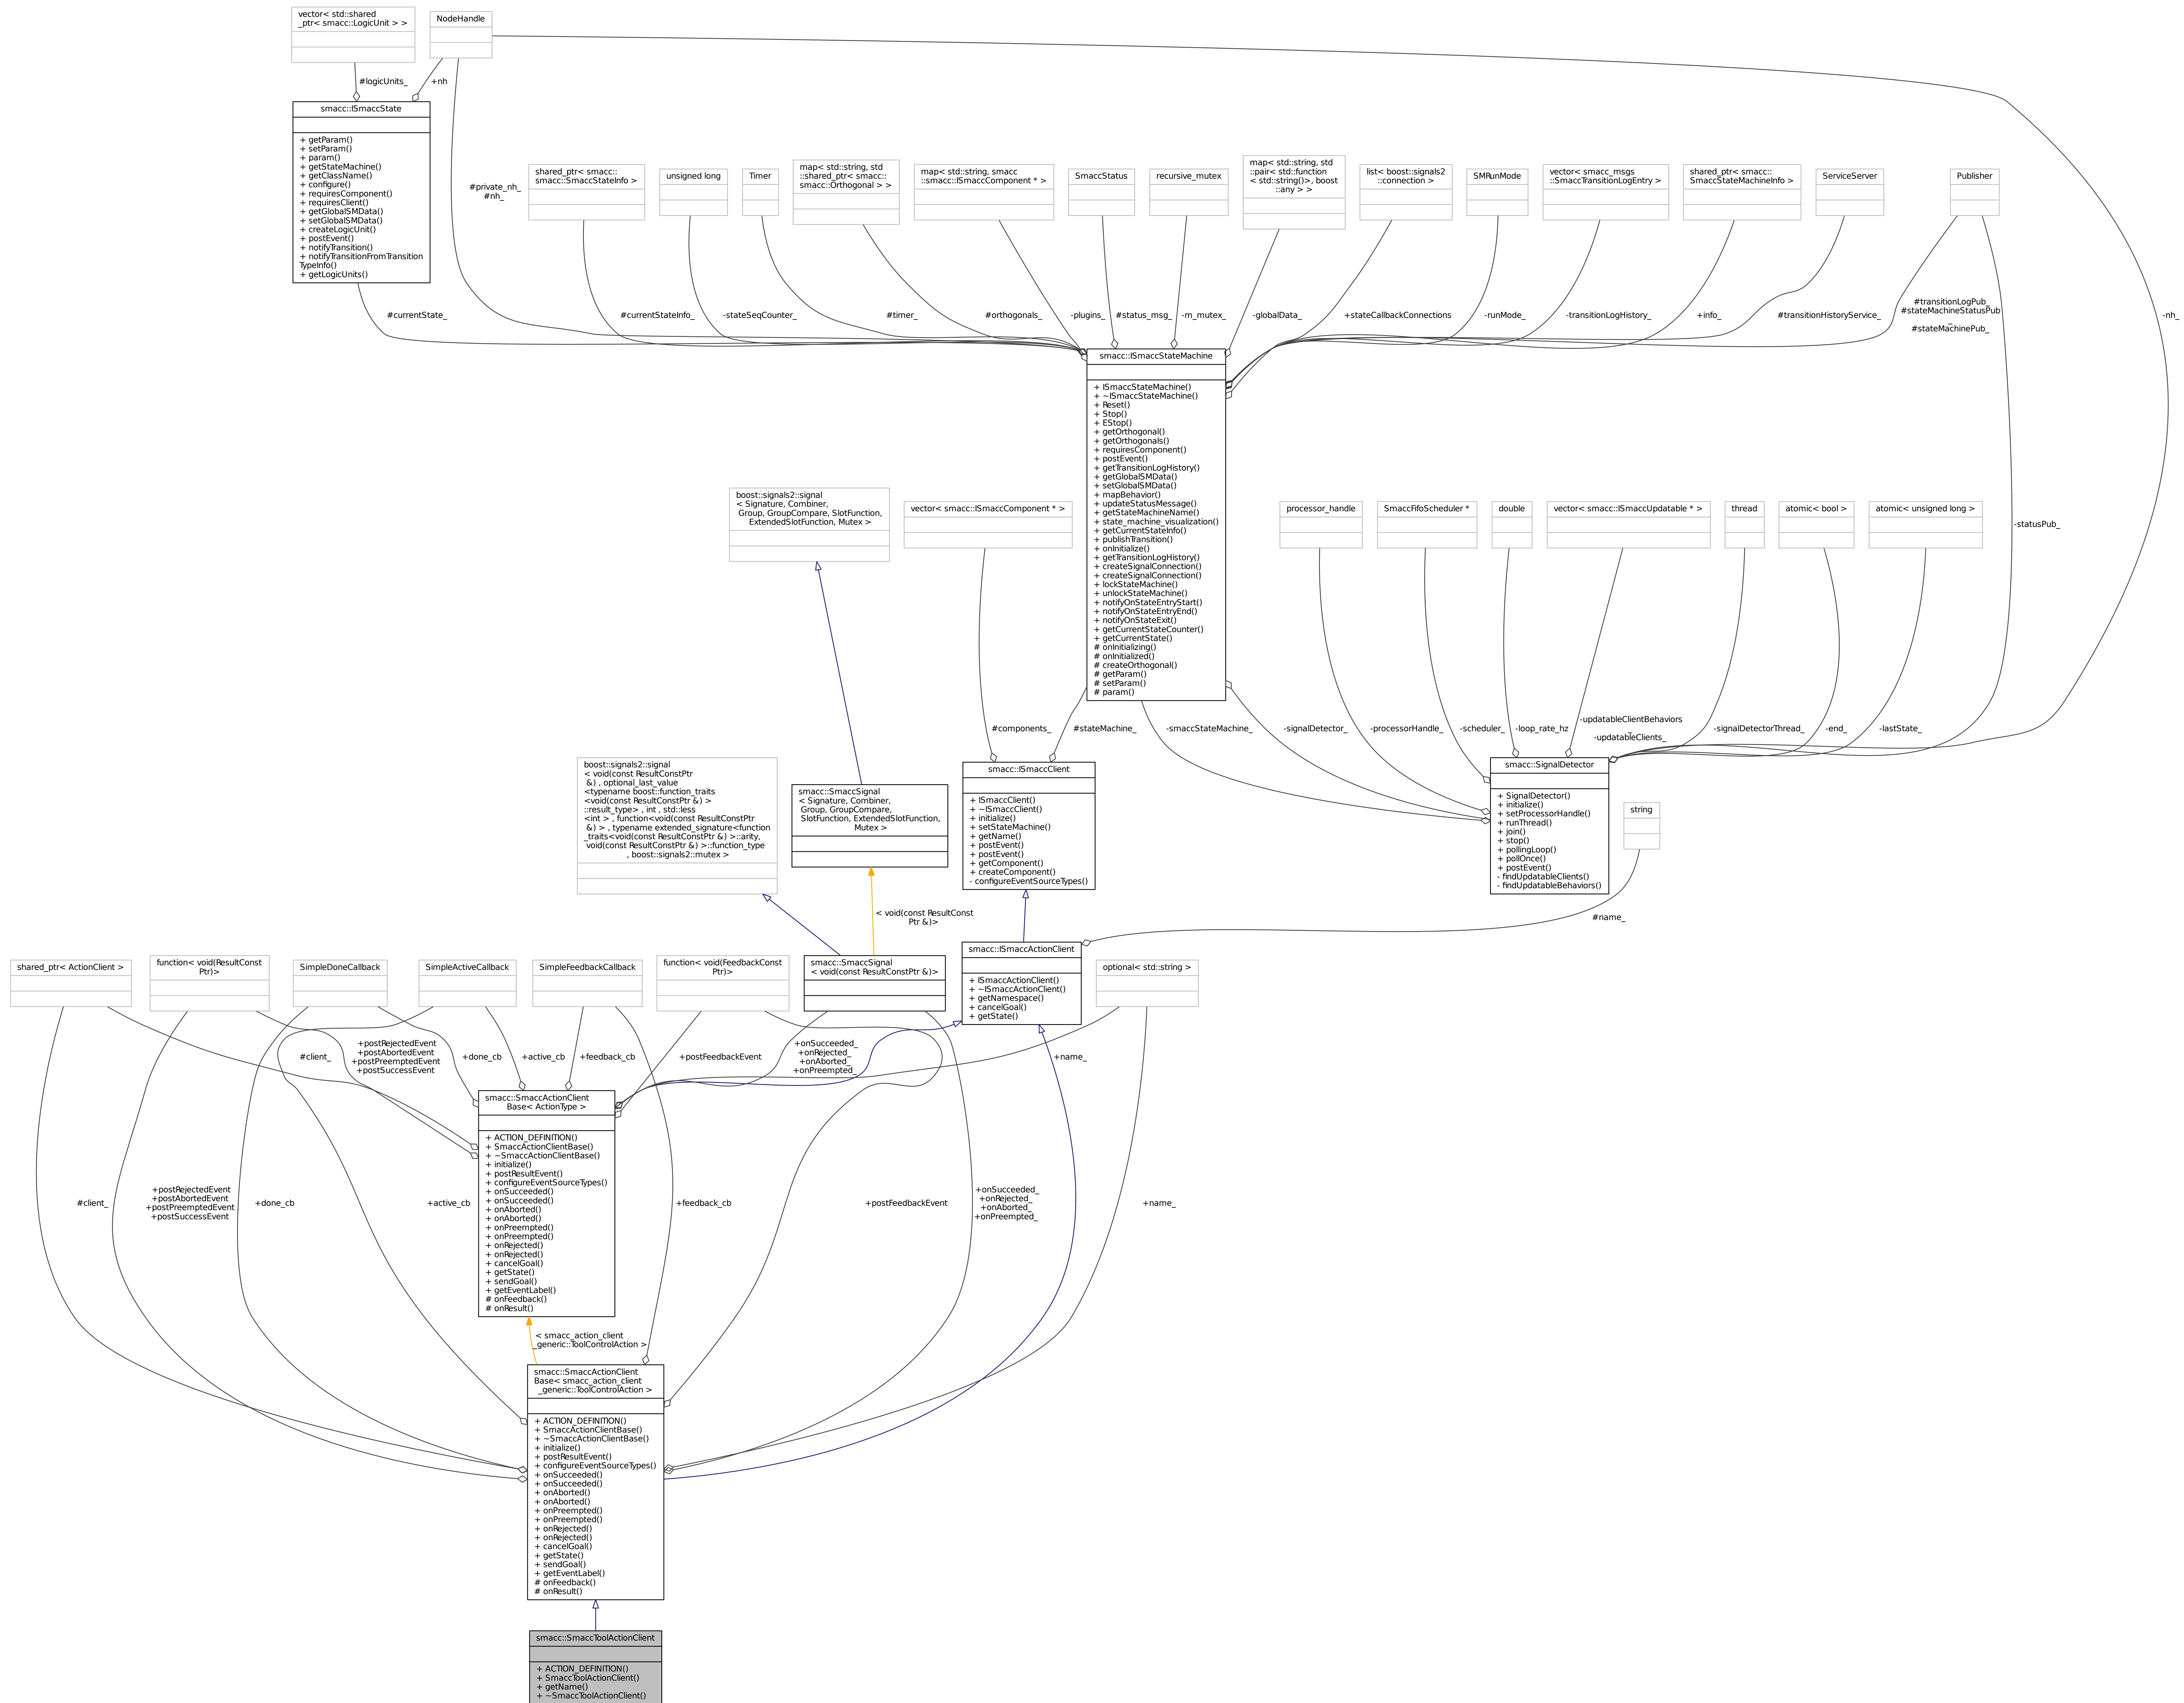 vector< std::shared
_ptr< smacc::LogicUnit > >
NodeHandle
#logicUnits_
+nh
smacc::ISmaccState
+ getParam()
+ setParam()
+ param()
+ getStateMachine()
+ getClassName()
+ configure()
+ requiresComponent()
+ requiresClient()
+ getGlobalSMData()
+ setGlobalSMData()
+ createLogicUnit()
+ postEvent()
+ notifyTransition()
+ notifyTransitionFromTransition
TypeInfo()
+ getLogicUnits()
#private_nh_
#nh_
shared_ptr< smacc::
smacc::SmaccStateInfo >
unsigned long
Timer
map< std::string, std
::shared_ptr< smacc::
smacc::Orthogonal > >
map< std::string, smacc
::smacc::ISmaccComponent * >
SmaccStatus
recursive_mutex
map< std::string, std
::pair< std::function
< std::string()>, boost
::any > >
list< boost::signals2
::connection >
SMRunMode
vector< smacc_msgs
::SmaccTransitionLogEntry >
shared_ptr< smacc::
SmaccStateMachineInfo >
ServiceServer
Publisher
#currentState_
#currentStateInfo_
-stateSeqCounter_
#timer_
#orthogonals_
-plugins_
#status_msg_
-m_mutex_
-globalData_
+stateCallbackConnections
-runMode_
-transitionLogHistory_
+info_
#transitionHistoryService_
#transitionLogPub_
#stateMachineStatusPub
_
#stateMachinePub_
-nh_
smacc::ISmaccStateMachine
+ ISmaccStateMachine()
+ ~ISmaccStateMachine()
+ Reset()
+ Stop()
+ EStop()
+ getOrthogonal()
+ getOrthogonals()
+ requiresComponent()
+ postEvent()
+ getTransitionLogHistory()
+ getGlobalSMData()
+ setGlobalSMData()
+ mapBehavior()
+ updateStatusMessage()
+ getStateMachineName()
+ state_machine_visualization()
+ getCurrentStateInfo()
+ publishTransition()
+ onInitialize()
+ getTransitionLogHistory()
+ createSignalConnection()
+ createSignalConnection()
+ lockStateMachine()
+ unlockStateMachine()
+ notifyOnStateEntryStart()
+ notifyOnStateEntryEnd()
+ notifyOnStateExit()
+ getCurrentStateCounter()
+ getCurrentState()
# onInitializing()
# onInitialized()
# createOrthogonal()
# getParam()
# setParam()
# param()
boost::signals2::signal
< Signature, Combiner,
Group, GroupCompare, SlotFunction,
ExtendedSlotFunction, Mutex >
vector< smacc::ISmaccComponent * >
processor_handle
SmaccFifoScheduler *
double
vector< smacc::ISmaccUpdatable * >
thread
atomic< bool >
atomic< unsigned long >
-statusPub_
#components_
#stateMachine_
-smaccStateMachine_
-signalDetector_
-processorHandle_
-scheduler_
-loop_rate_hz
-updatableClientBehaviors
_
-updatableClients_
-signalDetectorThread_
-end_
-lastState_
boost::signals2::signal
< void(const ResultConstPtr
&) , optional_last_value
<typename boost::function_traits
<void(const ResultConstPtr &) >
::result_type> , int , std::less
<int > , function<void(const ResultConstPtr
&) > , typename extended_signature<function
_traits<void(const ResultConstPtr &) >::arity,
void(const ResultConstPtr &) >::function_type
, boost::signals2::mutex >
smacc::SmaccSignal
< Signature, Combiner,
Group, GroupCompare,
SlotFunction, ExtendedSlotFunction,
Mutex >
smacc::ISmaccClient
+ ISmaccClient()
+ ~ISmaccClient()
+ initialize()
+ setStateMachine()
+ getName()
+ postEvent()
+ postEvent()
+ getComponent()
+ createComponent()
- configureEventSourceTypes()
smacc::SignalDetector
+ SignalDetector()
+ initialize()
+ setProcessorHandle()
+ runThread()
+ join()
+ stop()
+ pollingLoop()
+ pollOnce()
+ postEvent()
- findUpdatableClients()
- findUpdatableBehaviors()
string
< void(const ResultConst
Ptr &)>
#name_
shared_ptr< ActionClient >
function< void(ResultConst
Ptr)>
SimpleDoneCallback
SimpleActiveCallback
SimpleFeedbackCallback
function< void(FeedbackConst
Ptr)>
smacc::SmaccSignal
< void(const ResultConstPtr &)>
smacc::ISmaccActionClient
+ ISmaccActionClient()
+ ~ISmaccActionClient()
+ getNamespace()
+ cancelGoal()
+ getState()
optional< std::string >
#client_
+postRejectedEvent
+postAbortedEvent
+postPreemptedEvent
+postSuccessEvent
+done_cb
+active_cb
+feedback_cb
+postFeedbackEvent
+onSucceeded_
+onRejected_
+onAborted_
+onPreempted_
+name_
smacc::SmaccActionClient
Base< ActionType >
+ ACTION_DEFINITION()
+ SmaccActionClientBase()
+ ~SmaccActionClientBase()
+ initialize()
+ postResultEvent()
+ configureEventSourceTypes()
+ onSucceeded()
+ onSucceeded()
+ onAborted()
+ onAborted()
+ onPreempted()
+ onPreempted()
+ onRejected()
+ onRejected()
+ cancelGoal()
+ getState()
+ sendGoal()
+ getEventLabel()
# onFeedback()
# onResult()
#client_
+postRejectedEvent
+postAbortedEvent
+postPreemptedEvent
+postSuccessEvent
+done_cb
+active_cb
+feedback_cb
+postFeedbackEvent
+onSucceeded_
+onRejected_
+onAborted_
+onPreempted_
+name_
< smacc_action_client
_generic::ToolControlAction >
smacc::SmaccActionClient
Base< smacc_action_client
_generic::ToolControlAction >
+ ACTION_DEFINITION()
+ SmaccActionClientBase()
+ ~SmaccActionClientBase()
+ initialize()
+ postResultEvent()
+ configureEventSourceTypes()
+ onSucceeded()
+ onSucceeded()
+ onAborted()
+ onAborted()
+ onPreempted()
+ onPreempted()
+ onRejected()
+ onRejected()
+ cancelGoal()
+ getState()
+ sendGoal()
+ getEventLabel()
# onFeedback()
# onResult()
smacc::SmaccToolActionClient
+ ACTION_DEFINITION()
+ SmaccToolActionClient()
+ getName()
+ ~SmaccToolActionClient()